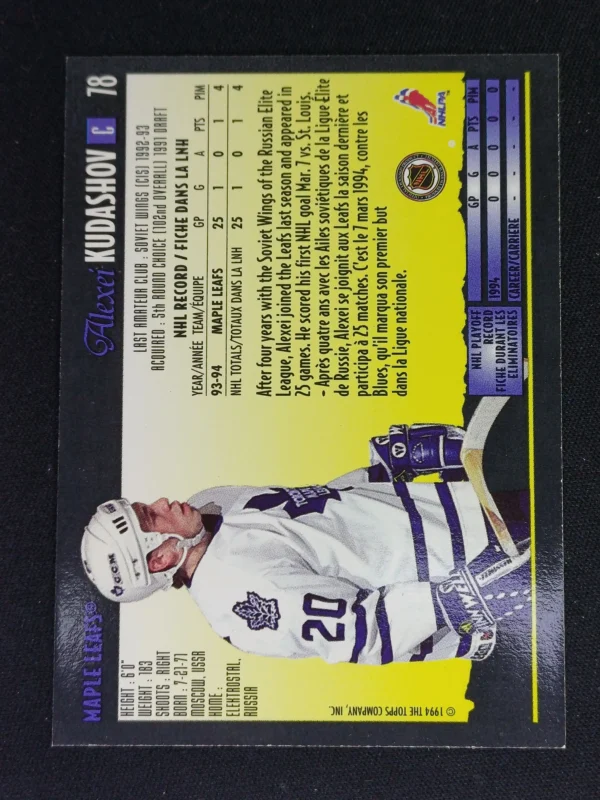 MAPLE LEAFS®
Alexei KUDASHOV C 78
HEIGHT : 6'0"
WEIGHT : 183
SHOOTS : RIGHT
BORN : 7-21-71
MOSCOW, USSR
HOME :
ELEKTROSTAL,
RUSSIA
LAST AMATEUR CLUB : SOVIET WINGS (CIS) 1992-93
ACQUIRED : 5th ROUND CHOICE (102nd OVERALL) 1991 DRAFT
NHL RECORD / FICHE DANS LA LNH
YEAR/ANNÉE TEAM/ÉQUIPE GP G A PTS PIM
93-94 MAPLE LEAFS 25 1 0 1 4
NHL TOTALS/TOTAUX DANS LA LNH 25 1 0 1 4
After four years with the Soviet Wings of the Russian Elite
League, Alexei joined the Leafs last season and appeared in
25 games. He scored his first NHL goal Mar. 7 vs. St. Louis.
- Après quatre ans avec les Ailes soviétiques de la Ligue Élite
de Russie, Alexei se joignit aux Leafs la saison dernière et
participa à 25 matches. C'est le 7 mars 1994, contre les
Blues, qu'il marqua son premier but
dans la Ligue nationale.
NHL
NHLPA
CCM
20
NHL PLAYOFF
RECORD
FICHE DURANT LES
ÉLIMINATOIRES
GP G A PTS PIM
1994 0 0 0 0 0
CAREER/CARRIÈRE - - - - -
© 1994 THE TOPPS COMPANY, INC.